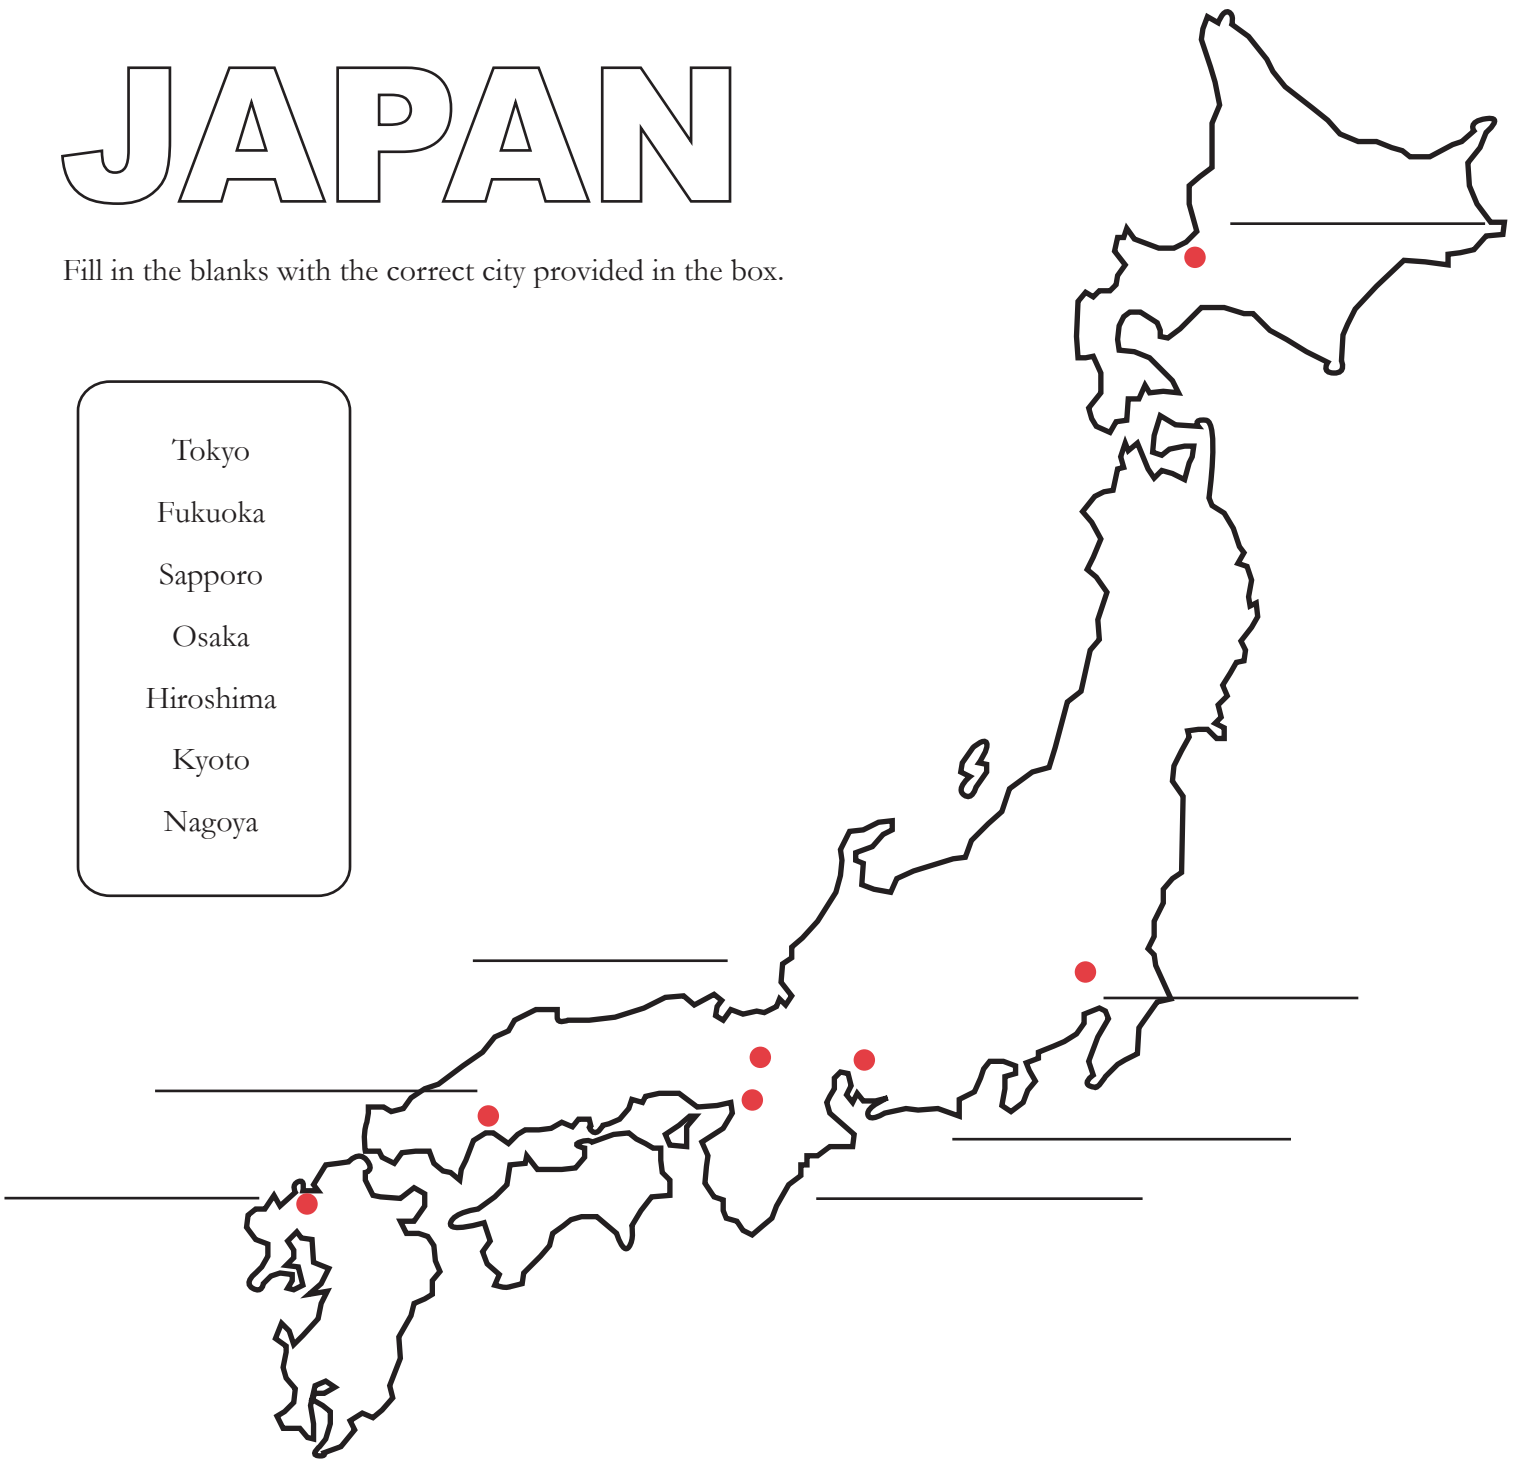 JAPAN
Fill in the blanks with the correct city provided in the box.
Tokyo
Fukuoka
Sapporo
Osaka
Hiroshima
Kyoto
Nagoya